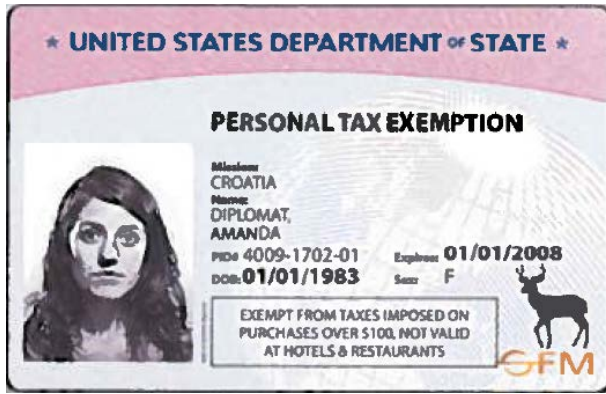 ★ UNITED STATES DEPARTMENT OF STATE ★
PERSONAL TAX EXEMPTION
Mission:
CROATIA
Name:
DIPLOMAT,
AMANDA
PID# 4009-1702-01 Expires: 01/01/2008
DOB: 01/01/1983 Sex: F
EXEMPT FROM TAXES IMPOSED ON
PURCHASES OVER $100, NOT VALID
AT HOTELS & RESTAURANTS
OFM